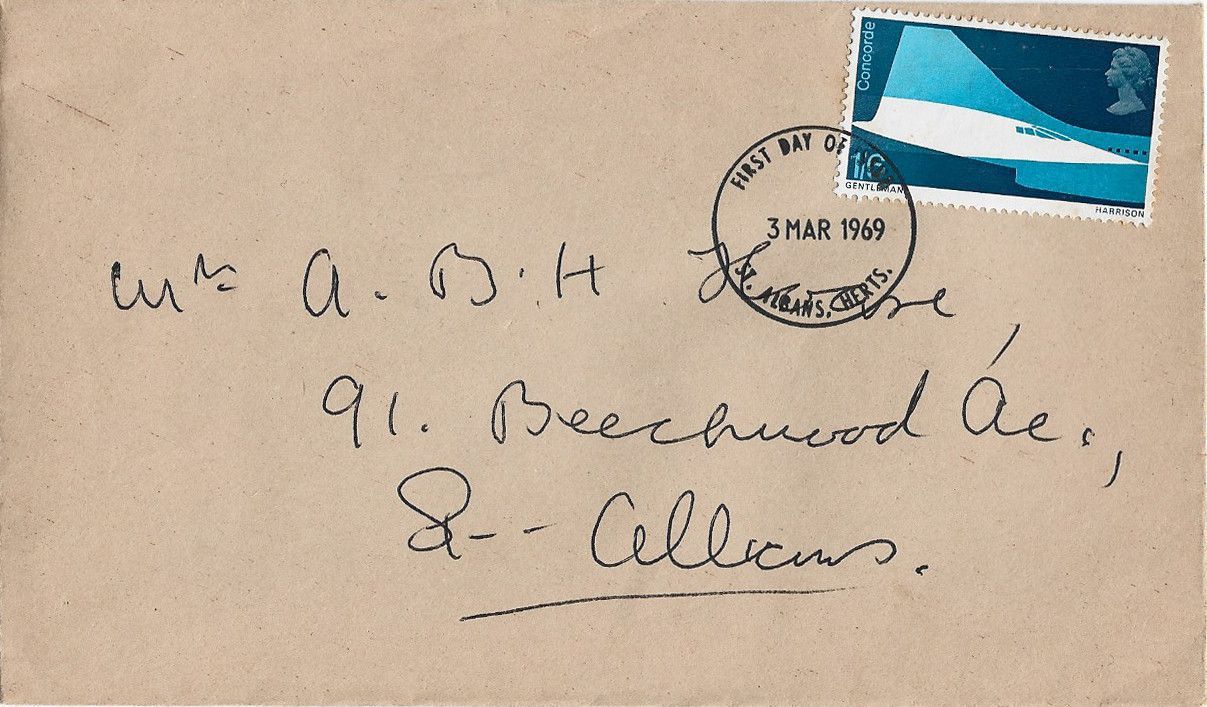 Concorde
1/9
GENTLEMAN
HARRISON
FIRST DAY OF
3 MAR 1969
ST. ALBANS, HERTS.
Mr A. B. H
91. Beechwood Av.,
St. Albans.